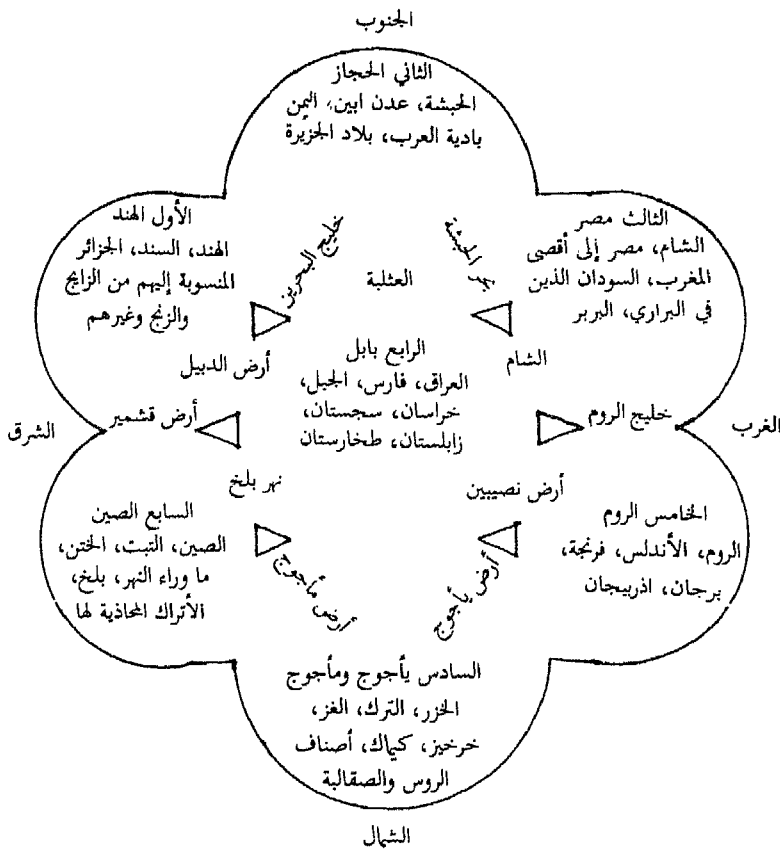 الجنوب
الثاني الحجاز
الحبشة، عدن ابين، اليمن
بادية العرب، بلاد الجزيرة
الثالث مصر
الشام، مصر إلى أقصى
المغرب، السودان الذين
في البراري، البربر
بحر الحبشة
خليج البحرين
الأول الهند
الهند، السند، الجزائر
المنسوبة إليهم من الزايج
والزنج وغيرهم
العثلبة
الرابع بابل
العراق، فارس، الجبل،
خراسان، سجستان،
زابلستان، طخارستان
الشام
أرض الدبيل
الغرب
خليج الروم
أرض قشمير
الشرق
أرض نصيبين
نهر بلخ
الخامس الروم
الروم، الأندلس، فرنجة،
برجان، اذربيجان
أرض يأجوج
أرض مأجوج
السابع الصين
الصين، التبت، الختن،
ما وراء النهر، بلخ،
الأتراك المحاذية لها
السادس يأجوج ومأجوج
الخزر، الترك، الغز،
خرخيز، كيماك، أصناف
الروس والصقالبة
الشمال